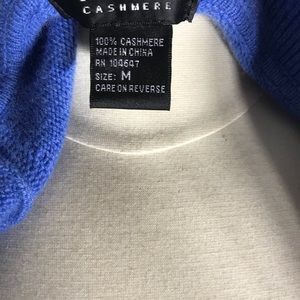 CASHMERE
100% CASHMERE
MADE IN CHINA
RN 104647
SIZE: M
CARE ON REVERSE